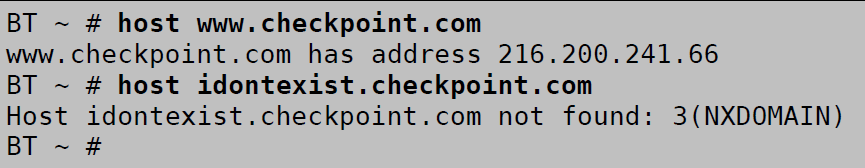 BT ~ # host www.checkpoint.com
www.checkpoint.com has address 216.200.241.66
BT ~ # host idontexist.checkpoint.com
Host idontexist.checkpoint.com not found: 3(NXDOMAIN)
BT ~ #